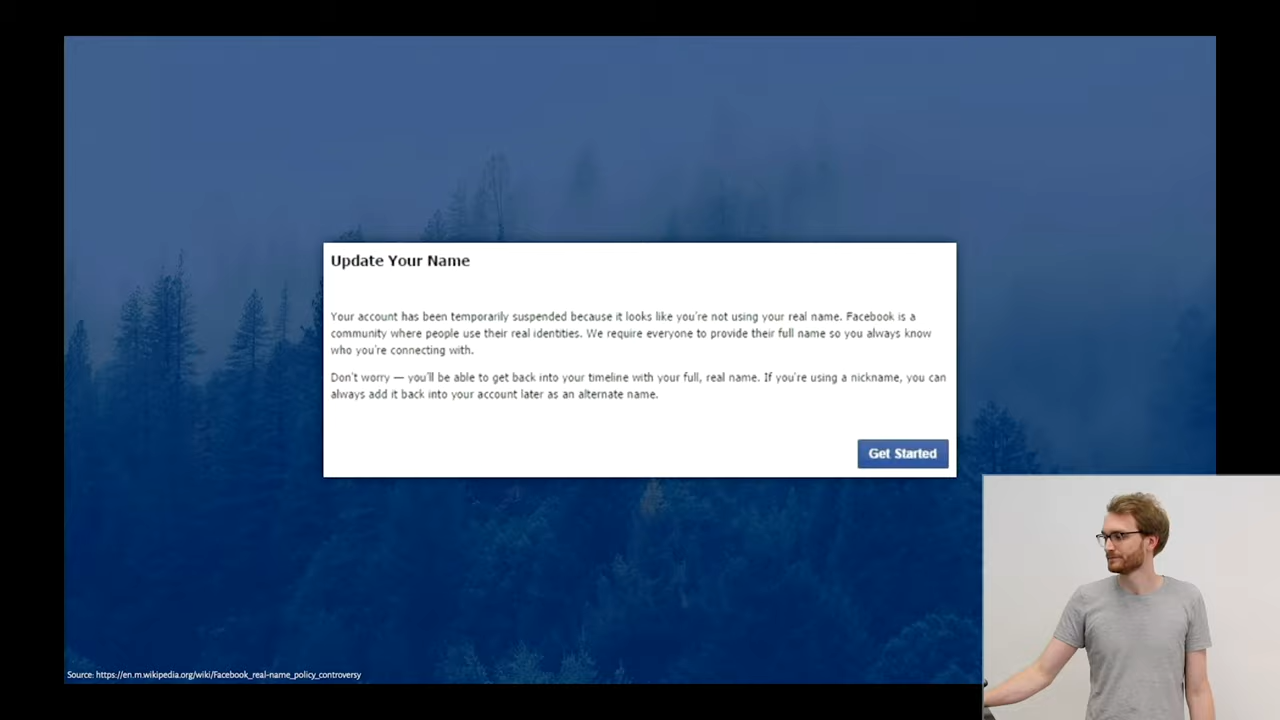 Update Your Name
Your account has been temporarily suspended because it looks like you're not using your real name. Facebook is a
community where people use their real identities. We require everyone to provide their full name so you always know
who you're connecting with.
Don't worry — you'll be able to get back into your timeline with your full, real name. If you're using a nickname, you can
always add it back into your account later as an alternate name.
Get Started
Source: https://en.m.wikipedia.org/wiki/Facebook_real-name_policy_controversy